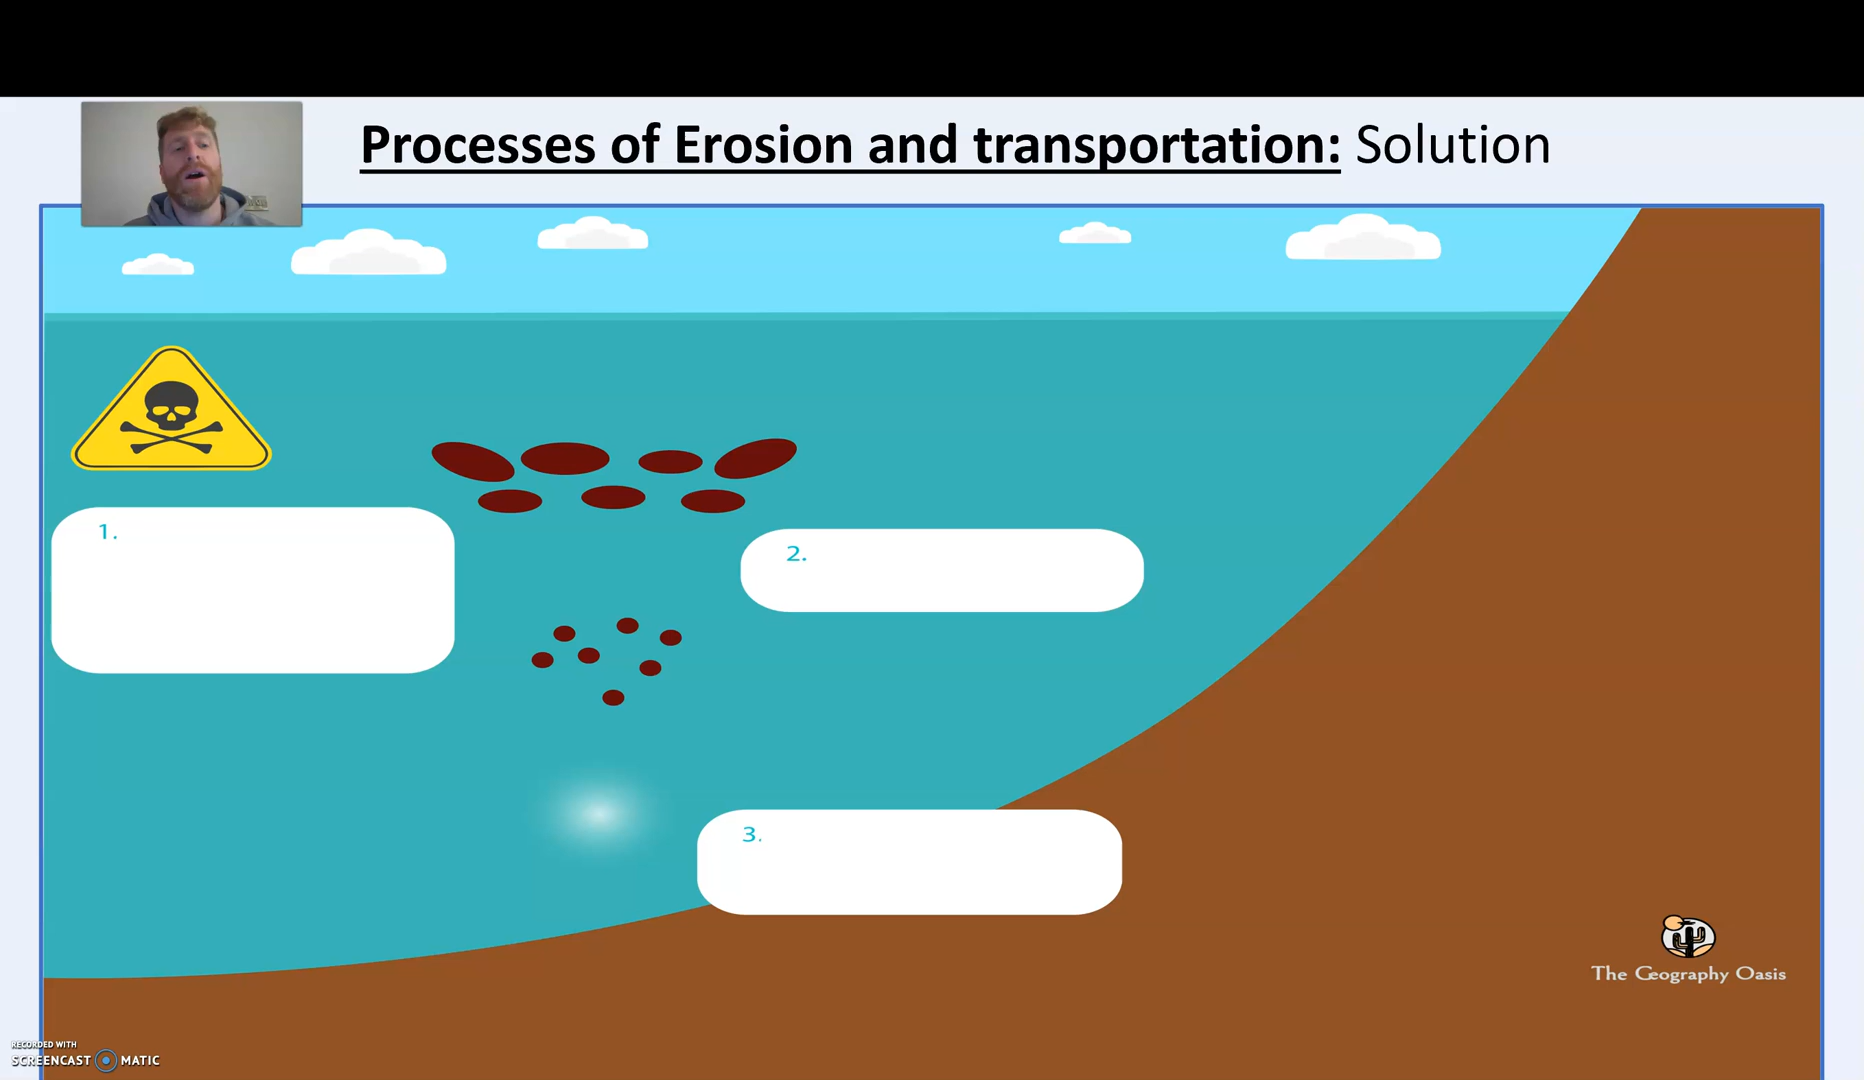 Processes of Erosion and transportation: Solution
1.
2.
3.
The Geography Oasis
RECORDED WITH
SCREENCAST MATIC